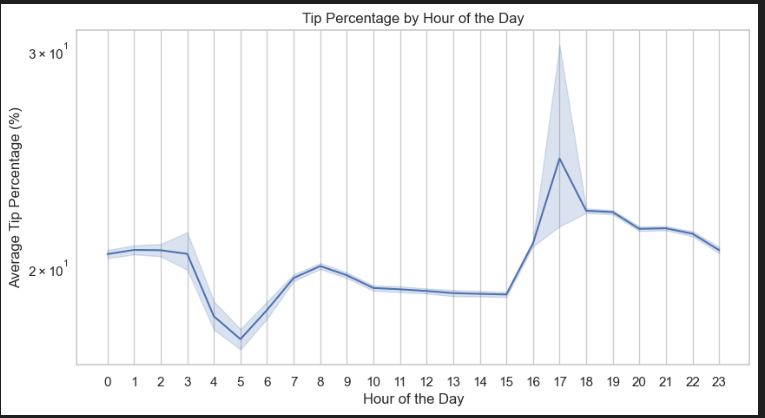 Tip Percentage by Hour of the Day
3 × 10¹
2 × 10¹
Average Tip Percentage (%)
0 1 2 3 4 5 6 7 8 9 10 11 12 13 14 15 16 17 18 19 20 21 22 23
Hour of the Day